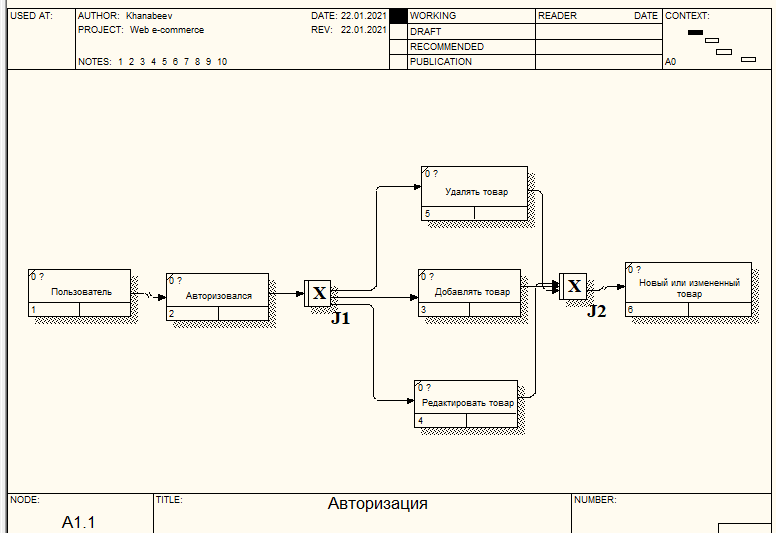 USED AT: AUTHOR: Khanabeev DATE: 22.01.2021 WORKING READER DATE CONTEXT:
PROJECT: Web e-commerce REV: 22.01.2021 DRAFT
RECOMMENDED
NOTES: 1 2 3 4 5 6 7 8 9 10 PUBLICATION A0
0 ?
Удалять товар
5
0 ?
Пользователь
1
0 ?
Авторизовался
2
X
J1
0 ?
Добавлять товар
3
X
J2
0 ?
Новый или измененный
товар
6
0 ?
Редактировать товар
4
NODE: TITLE: Авторизация NUMBER:
A1.1